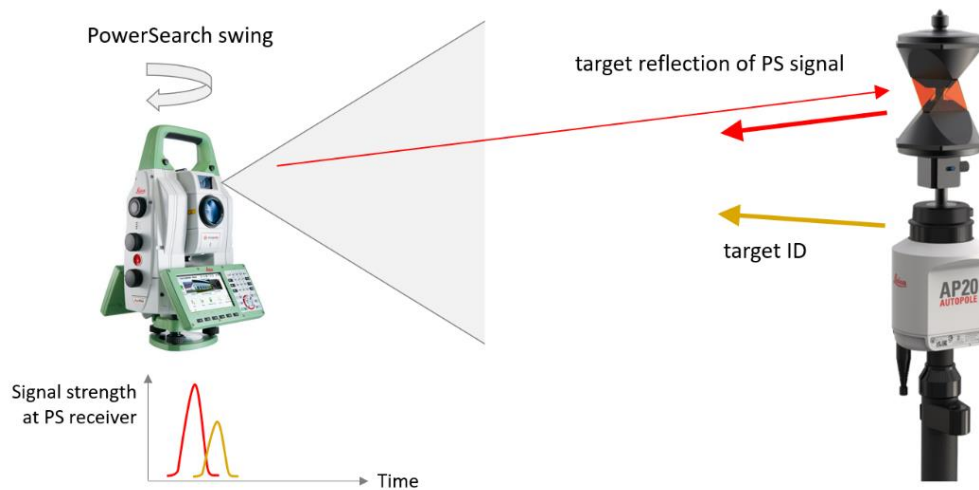 PowerSearch swing
target reflection of PS signal
target ID
AP20
AUTOPOLE
Signal strength
at PS receiver
Time